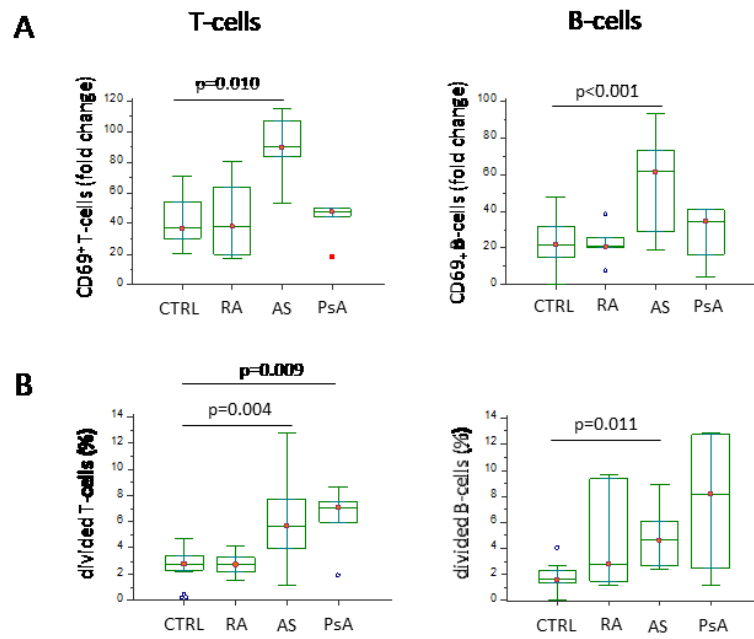 A
T-cells
B-cells
CD69+ T-cells (fold change)
p=0.010
120
100
80
60
40
20
0
CTRL RA AS PsA
CD69+ B-cells (fold change)
p<0.001
100
80
60
40
20
0
CTRL RA AS PsA
B
divided T-cells (%)
p=0.009
p=0.004
14
12
10
8
6
4
2
0
CTRL RA AS PsA
divided B-cells (%)
p=0.011
14
12
10
8
6
4
2
0
CTRL RA AS PsA